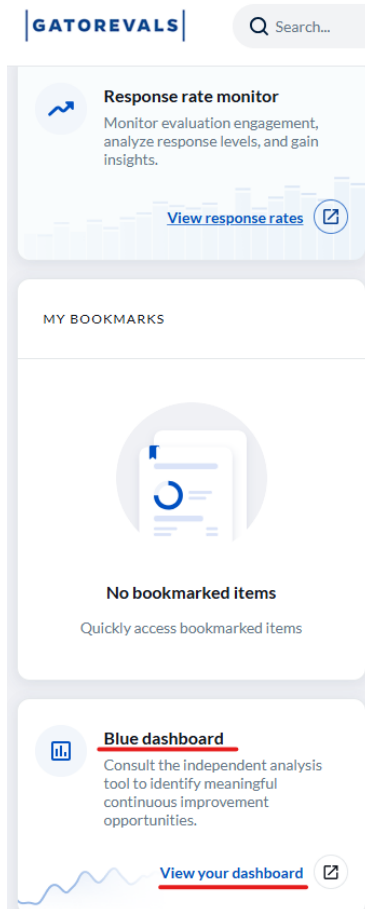 GATOREVALS
Search...
Response rate monitor
Monitor evaluation engagement,
analyze response levels, and gain
insights.
View response rates
MY BOOKMARKS
No bookmarked items
Quickly access bookmarked items
Blue dashboard
Consult the independent analysis
tool to identify meaningful
continuous improvement
opportunities.
View your dashboard